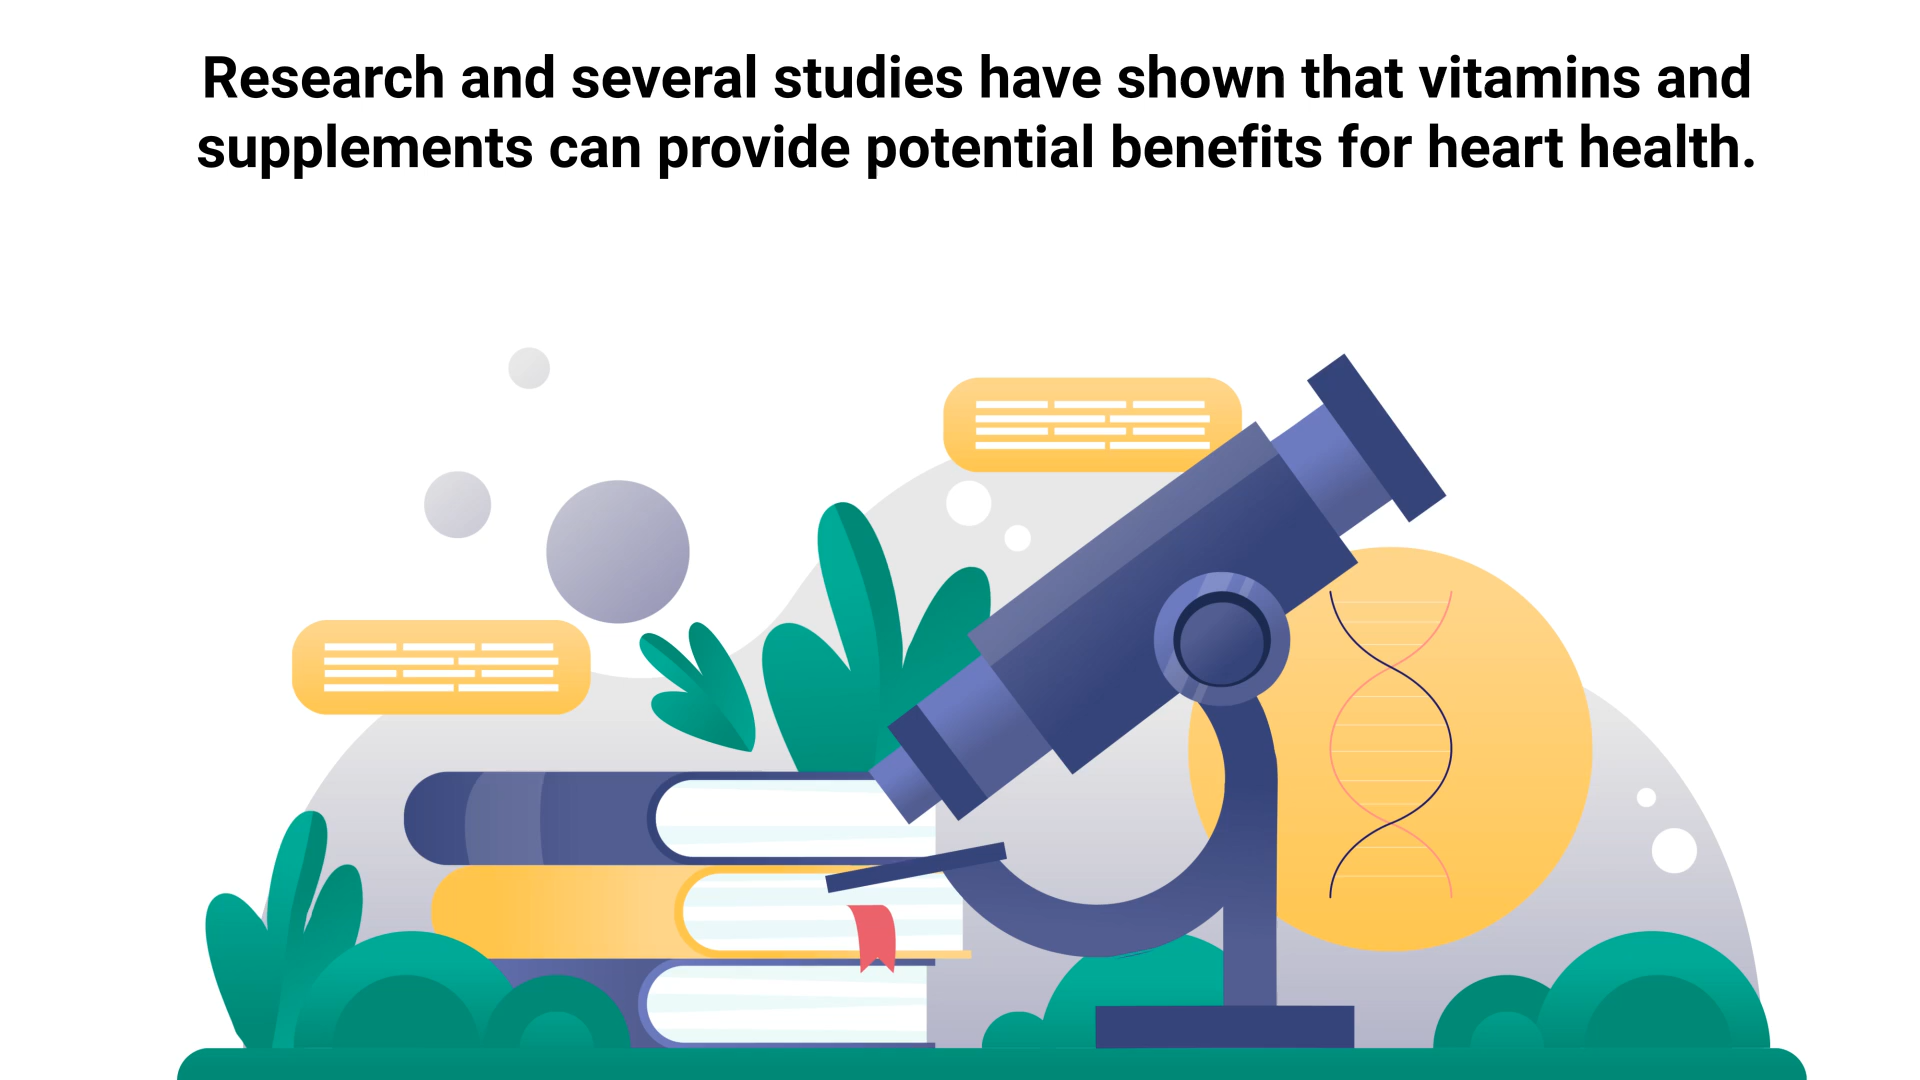 Research and several studies have shown that vitamins and
supplements can provide potential benefits for heart health.